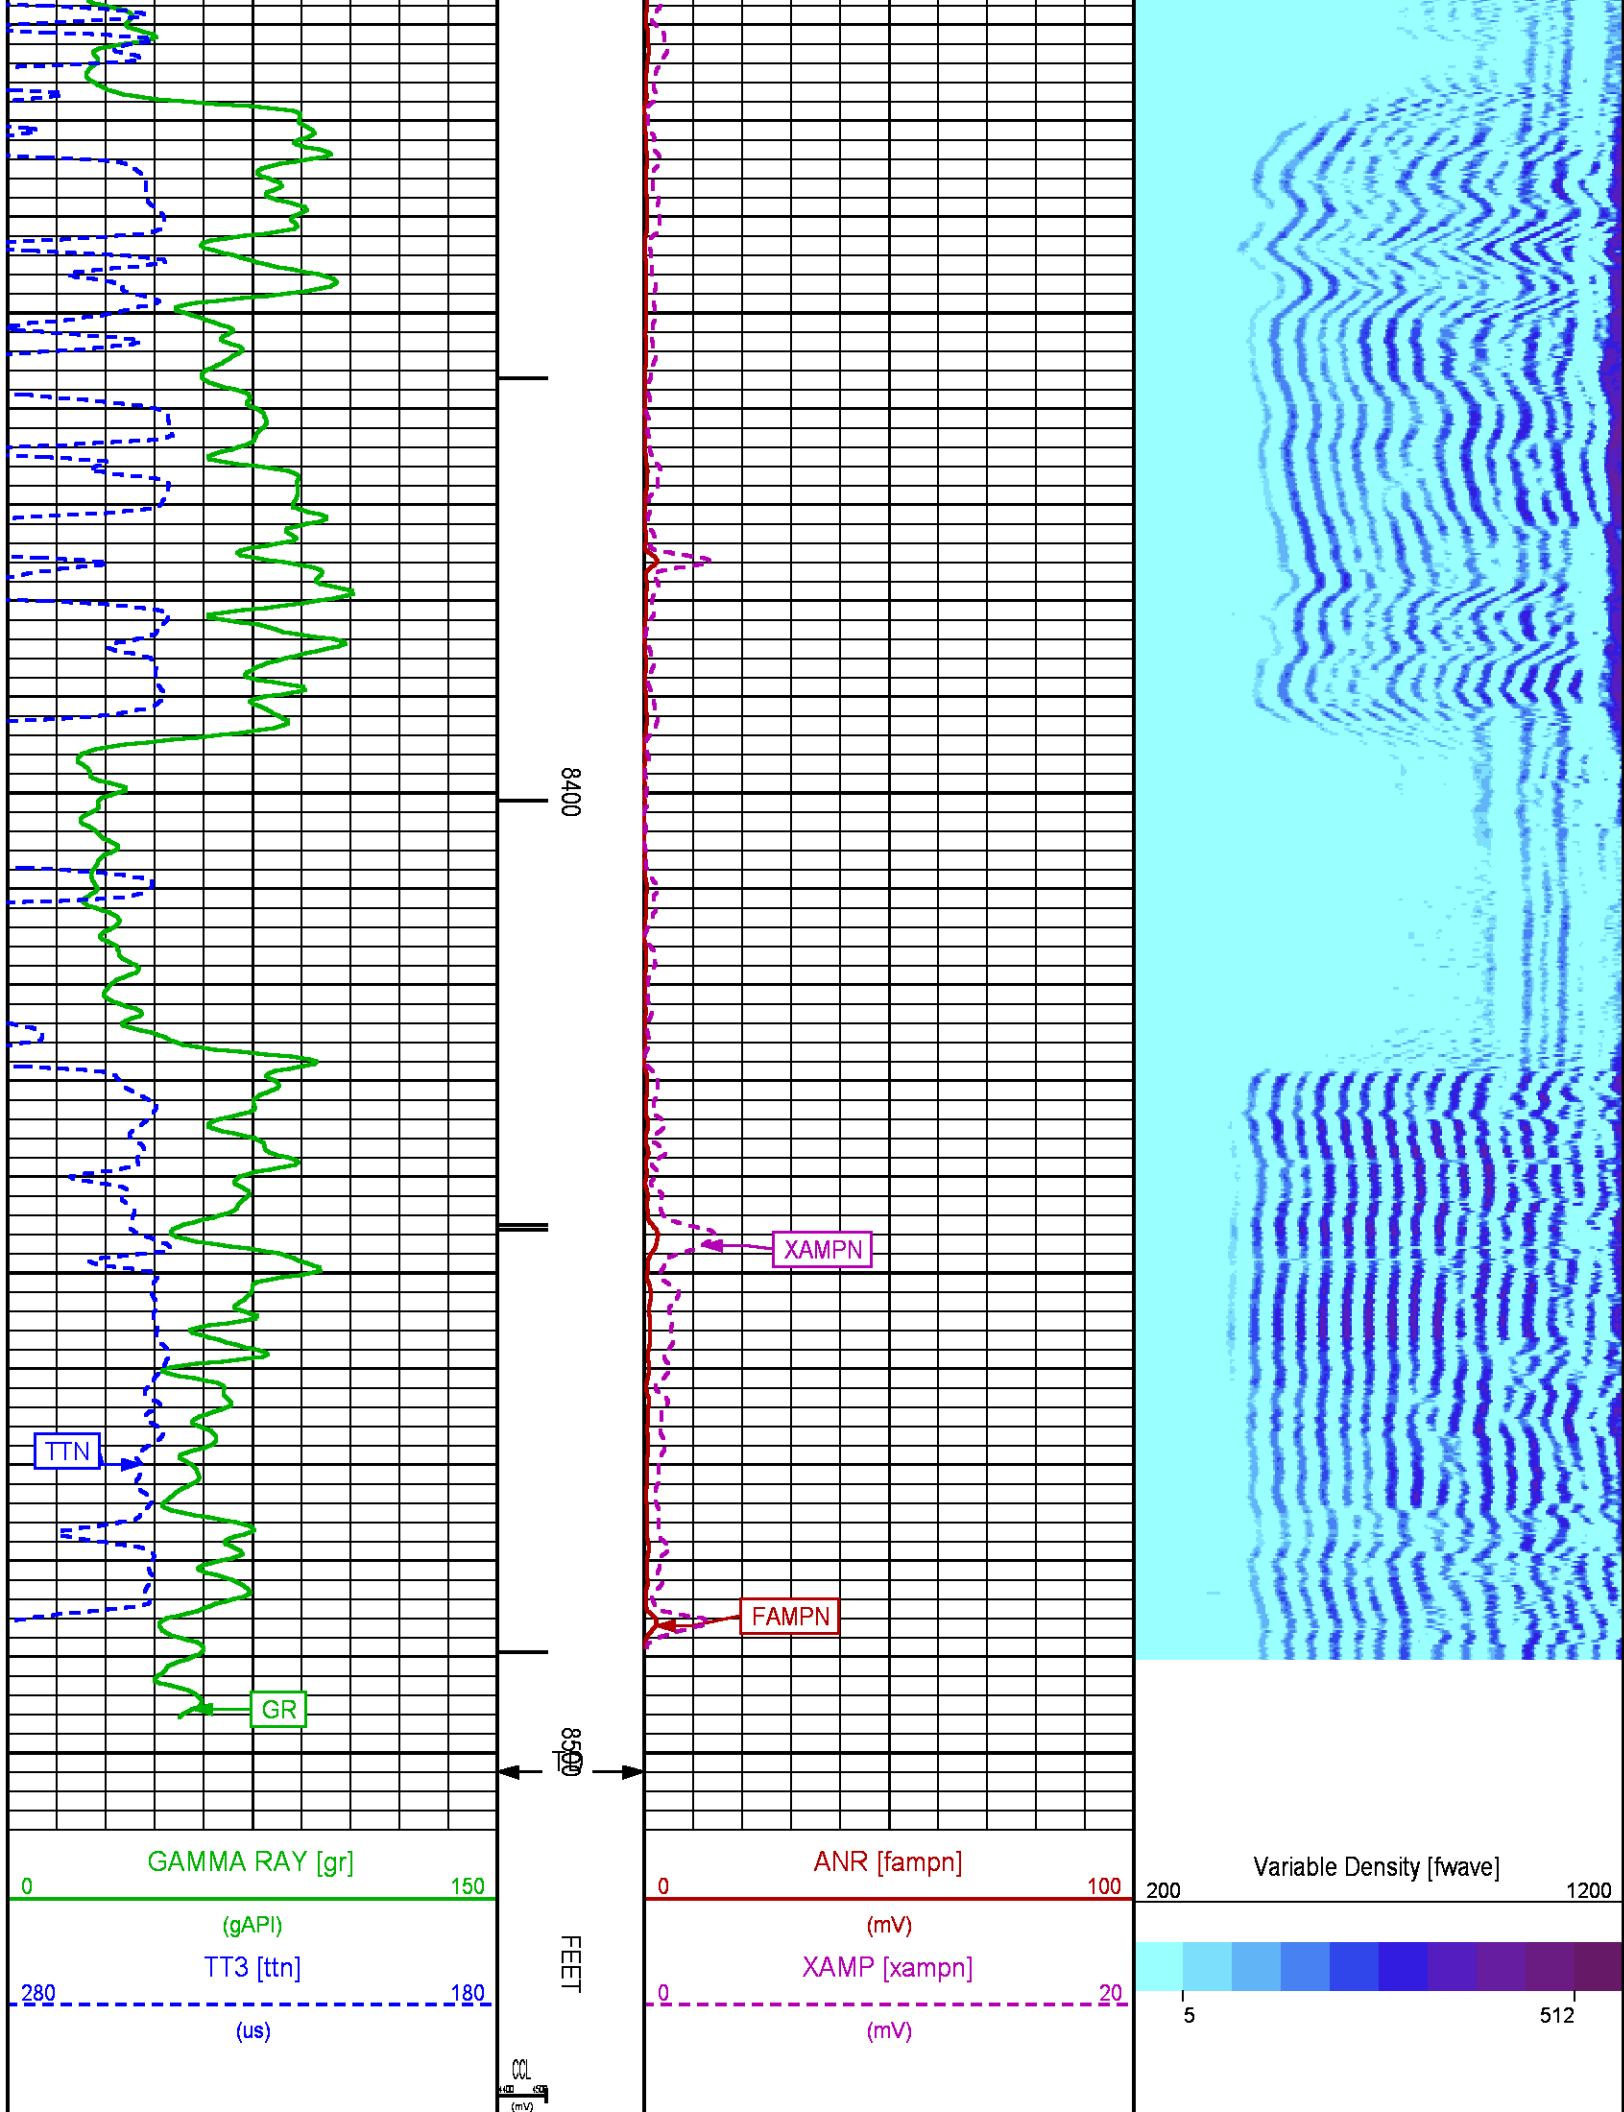 8400
XAMPN
TTN
FAMPN
GR
8500
GAMMA RAY [gr]
0 150
(gAPI)
TT3 [ttn]
280 180
(us)
FEET
CCL
(mV)
ANR [fampn]
0 100
(mV)
XAMP [xampn]
0 20
(mV)
Variable Density [fwave]
200 1200
5 512